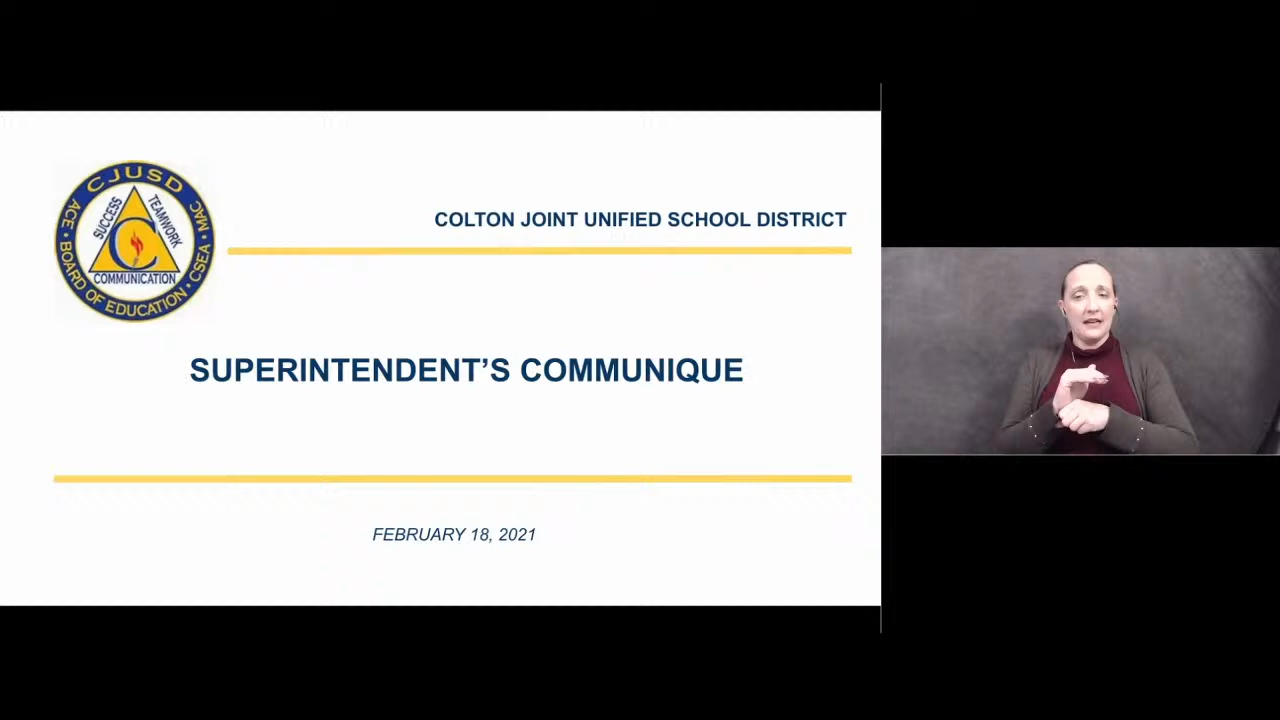 CJUSD
ACE • BOARD OF EDUCATION • CSEA • MAC
SUCCESS
TEAMWORK
C
COMMUNICATION
COLTON JOINT UNIFIED SCHOOL DISTRICT
SUPERINTENDENT’S COMMUNIQUE
FEBRUARY 18, 2021